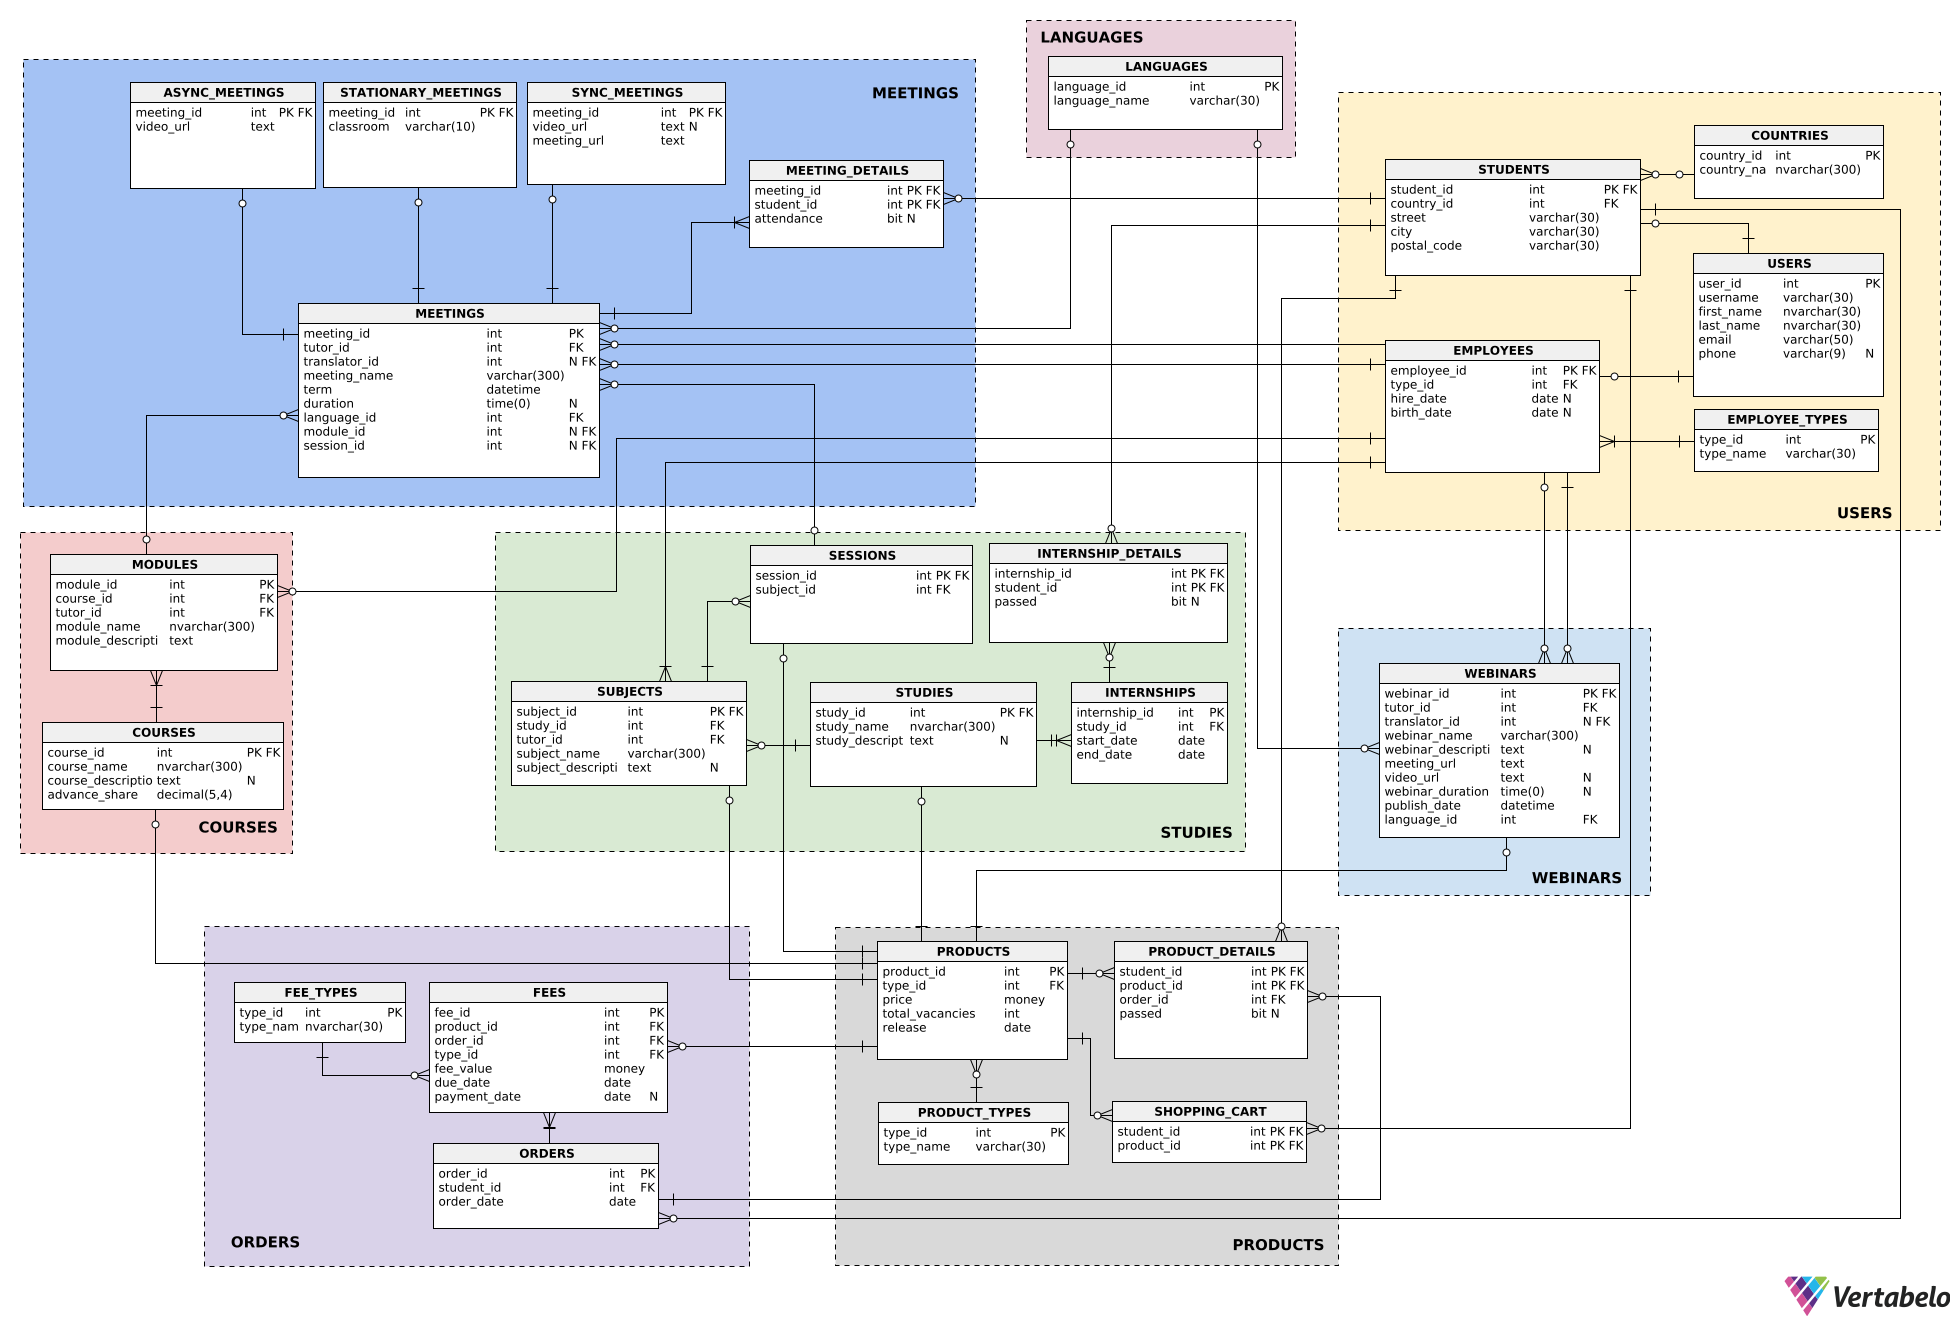 LANGUAGES
LANGUAGES
language_id int PK
language_name varchar(30)
MEETINGS
ASYNC_MEETINGS
meeting_id int PK FK
video_url text
STATIONARY_MEETINGS
meeting_id int PK FK
classroom varchar(10)
SYNC_MEETINGS
meeting_id int PK FK
video_url text N
meeting_url text
MEETING_DETAILS
meeting_id int PK FK
student_id int PK FK
attendance bit N
MEETINGS
meeting_id int PK
tutor_id int FK
translator_id int N FK
meeting_name varchar(300)
term datetime
duration time(0) N
language_id int FK
module_id int N FK
session_id int N FK
STUDENTS
student_id int PK FK
country_id int FK
street varchar(30)
city varchar(30)
postal_code varchar(30)
COUNTRIES
country_id int PK
country_na nvarchar(300)
USERS
user_id int PK
username varchar(30)
first_name nvarchar(30)
last_name nvarchar(30)
email varchar(50)
phone varchar(9) N
EMPLOYEES
employee_id int PK FK
type_id int FK
hire_date date N
birth_date date N
EMPLOYEE_TYPES
type_id int PK
type_name varchar(30)
USERS
MODULES
module_id int PK
course_id int FK
tutor_id int FK
module_name nvarchar(300)
module_descripti text
COURSES
course_id int PK FK
course_name nvarchar(300)
course_descriptio text N
advance_share decimal(5,4)
COURSES
SESSIONS
session_id int PK FK
subject_id int FK
INTERNSHIP_DETAILS
internship_id int PK FK
student_id int PK FK
passed bit N
SUBJECTS
subject_id int PK FK
study_id int FK
tutor_id int FK
subject_name varchar(300)
subject_descripti text N
STUDIES
study_id int PK FK
study_name nvarchar(300)
study_descript text N
INTERNSHIPS
internship_id int PK
study_id int FK
start_date date
end_date date
STUDIES
WEBINARS
webinar_id int PK FK
tutor_id int FK
translator_id int N FK
webinar_name varchar(300)
webinar_descripti text N
meeting_url text
video_url text N
webinar_duration time(0) N
publish_date datetime
language_id int FK
WEBINARS
FEE_TYPES
type_id int PK
type_nam nvarchar(30)
FEES
fee_id int PK
product_id int FK
order_id int FK
type_id int FK
fee_value money
due_date date
payment_date date N
ORDERS
order_id int PK
student_id int FK
order_date date
ORDERS
PRODUCTS
product_id int PK
type_id int FK
price money
total_vacancies int
release date
PRODUCT_DETAILS
student_id int PK FK
product_id int PK FK
order_id int FK
passed bit N
PRODUCT_TYPES
type_id int PK
type_name varchar(30)
SHOPPING_CART
student_id int PK FK
product_id int PK FK
PRODUCTS
Vertabelo